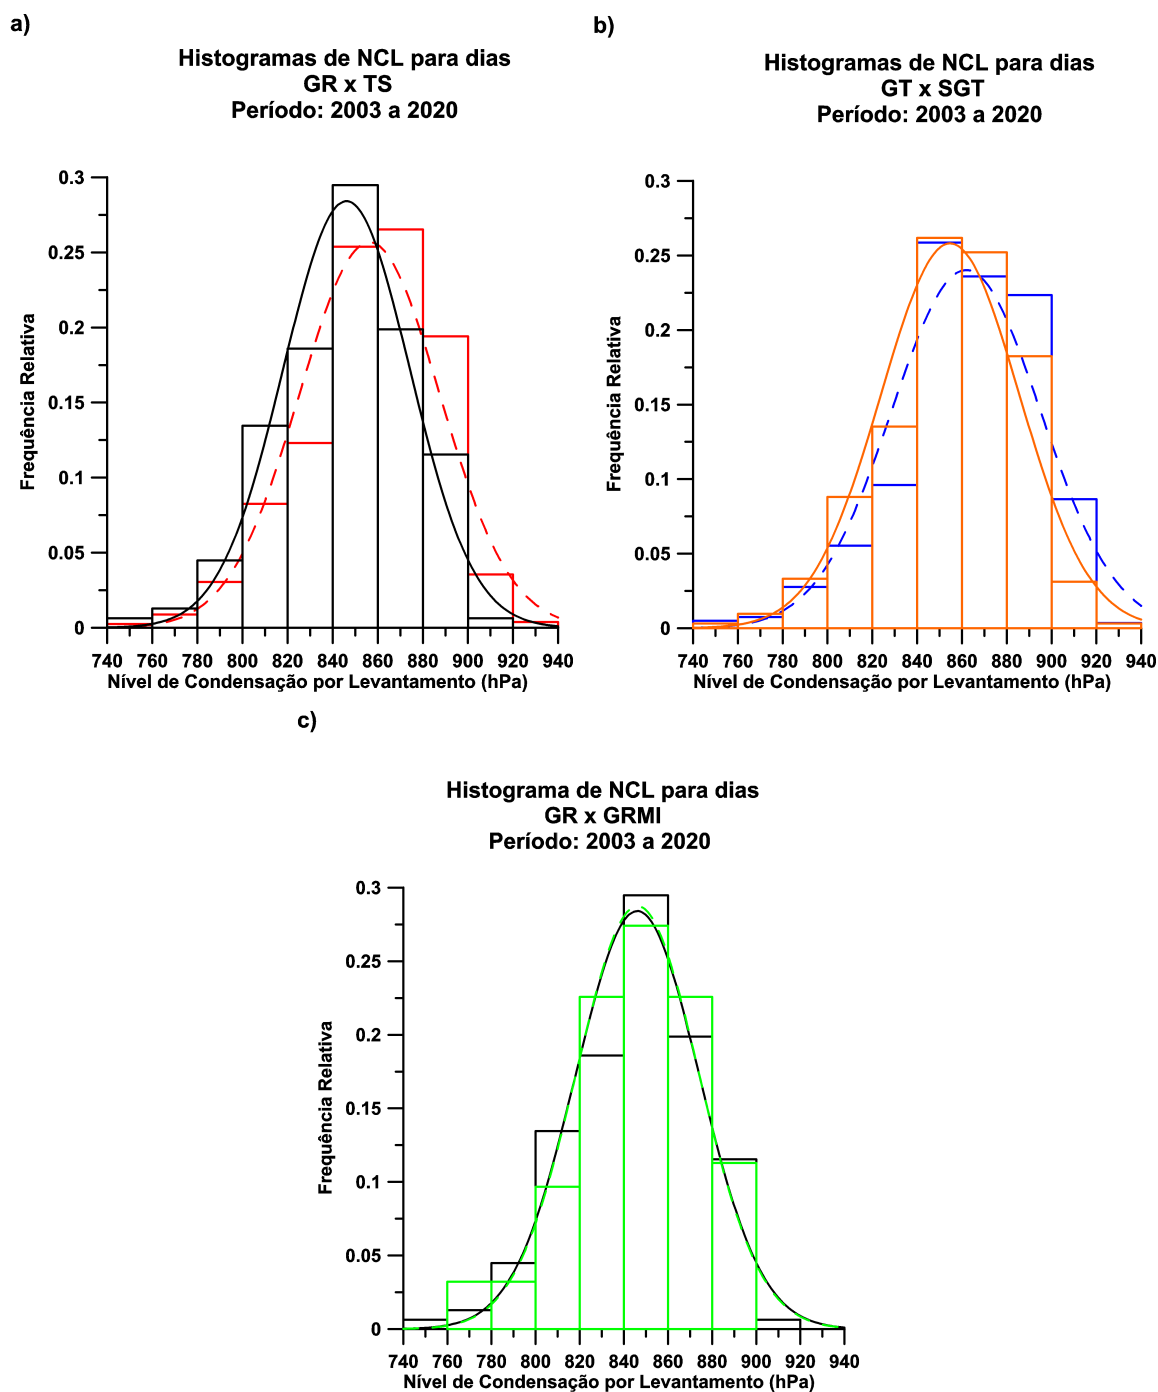 a)
Histogramas de NCL para dias
GR x TS
Período: 2003 a 2020
0.3
0.25
0.2
0.15
0.1
0.05
0
Frequência Relativa
740 760 780 800 820 840 860 880 900 920 940
Nível de Condensação por Levantamento (hPa)
b)
Histogramas de NCL para dias
GT x SGT
Período: 2003 a 2020
0.3
0.25
0.2
0.15
0.1
0.05
0
Frequência Relativa
740 760 780 800 820 840 860 880 900 920 940
Nível de Condensação por Levantamento (hPa)
c)
Histograma de NCL para dias
GR x GRMI
Período: 2003 a 2020
0.3
0.25
0.2
0.15
0.1
0.05
0
Frequência Relativa
740 760 780 800 820 840 860 880 900 920 940
Nível de Condensação por Levantamento (hPa)